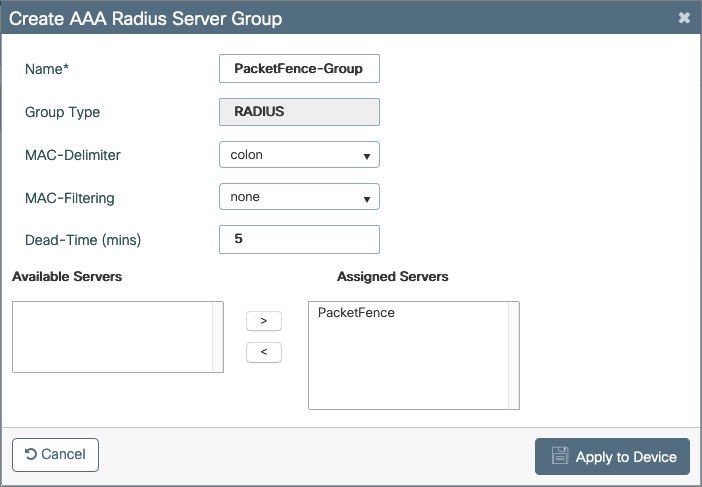 Create AAA Radius Server Group
Name* PacketFence-Group
Group Type RADIUS
MAC-Delimiter colon
MAC-Filtering none
Dead-Time (mins) 5
Available Servers Assigned Servers
PacketFence
>
<
Cancel Apply to Device